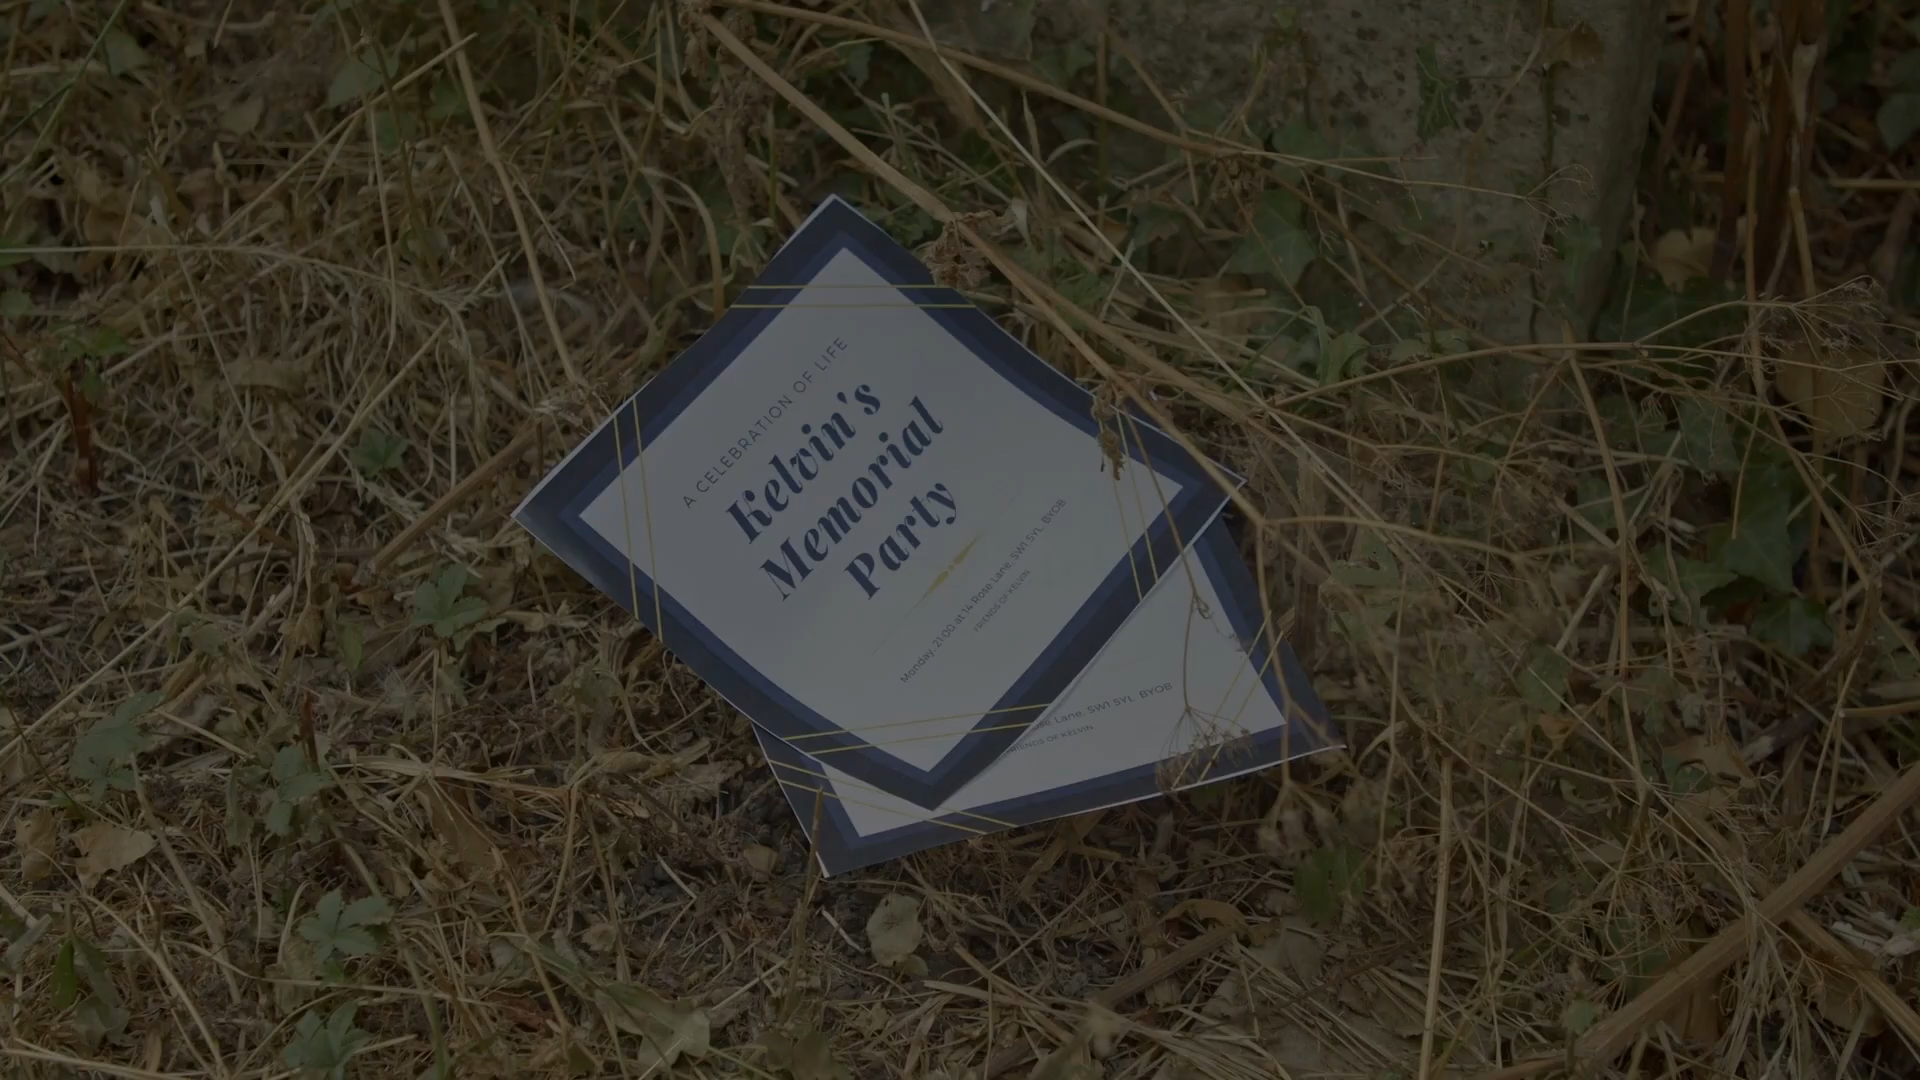 A CELEBRATION OF LIFE
Kelvin's
Memorial
Party
Monday, 21:00 at 14 Rose Lane, SW1 5YL, BYOB
FRIENDS OF KELVIN
Lane, SW1 5YL, BYOB
FRIENDS OF KELVIN